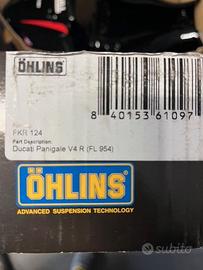 ÖHLINS
8 40153 61097
FKR 124
Part Description:
Ducati Panigale V4 R (FL 954)
ÖHLINS
ADVANCED SUSPENSION TECHNOLOGY
subito